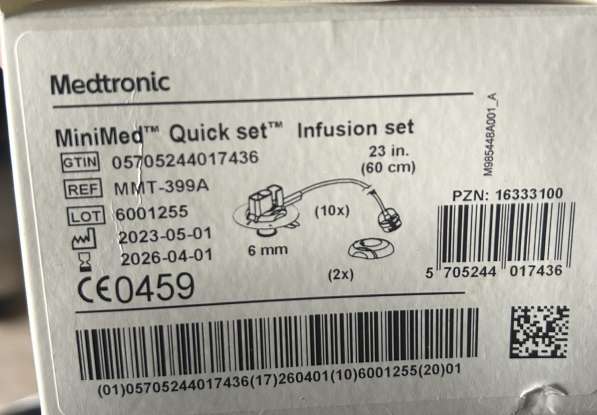 Medtronic
MiniMed™ Quick set™ Infusion set
GTIN 05705244017436
REF MMT-399A
LOT 6001255
2023-05-01
2026-04-01
CE0459
23 in.
(60 cm)
(10x)
6 mm
(2x)
M985448A001_A
PZN: 16333100
5 705244 017436
(01)05705244017436(17)260401(10)6001255(20)01